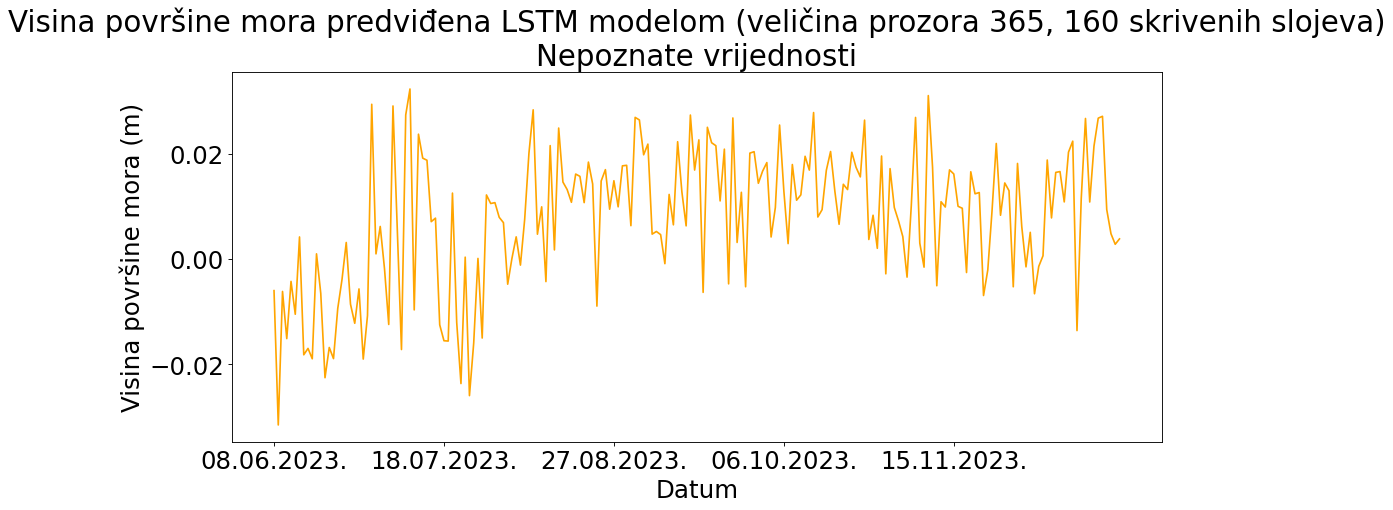 Visina površine mora predviđena LSTM modelom (veličina prozora 365, 160 skrivenih slojeva)
Nepoznate vrijednosti
Visina površine mora (m)
0.02
0.00
−0.02
08.06.2023. 18.07.2023. 27.08.2023. 06.10.2023. 15.11.2023.
Datum